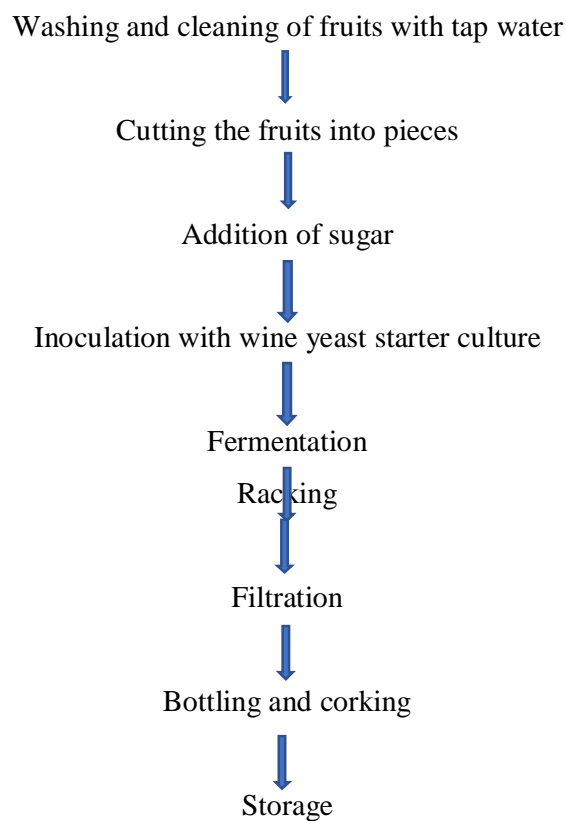 Washing and cleaning of fruits with tap water
Cutting the fruits into pieces
Addition of sugar
Inoculation with wine yeast starter culture
Fermentation
Racking
Filtration
Bottling and corking
Storage